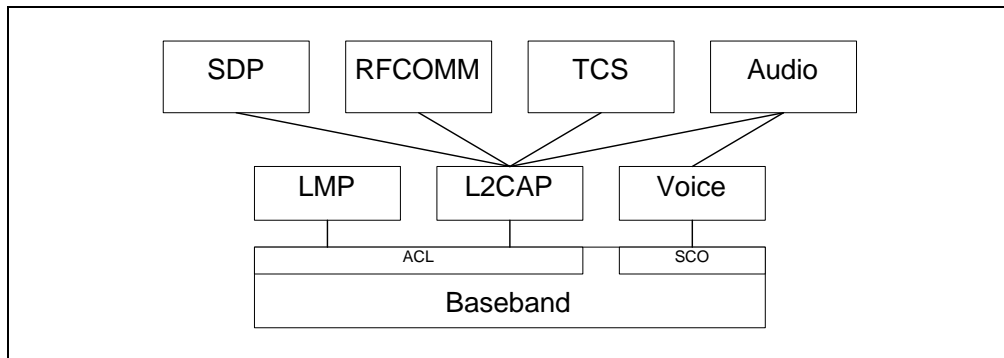 SDP
RFCOMM
TCS
Audio
LMP
L2CAP
Voice
ACL
SCO
Baseband